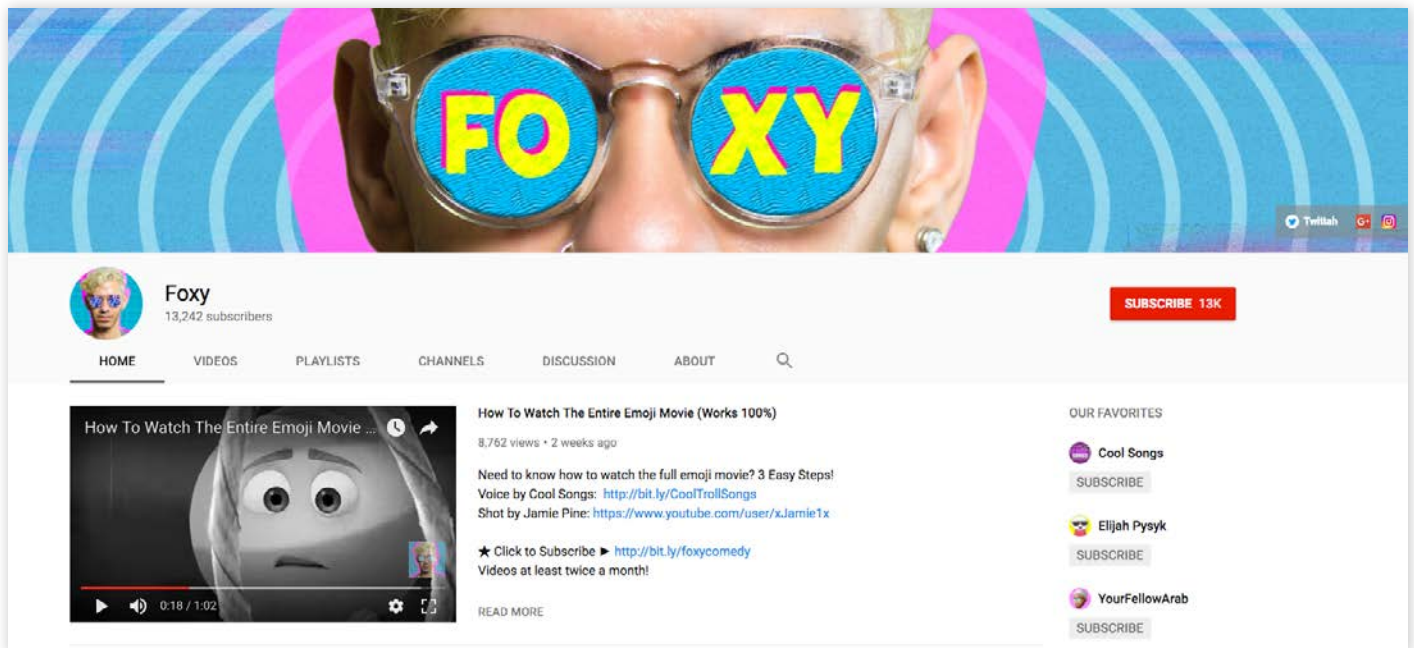 FO XY
Twitah
G+
Foxy
13,242 subscribers
SUBSCRIBE 13K
HOME VIDEOS PLAYLISTS CHANNELS DISCUSSION ABOUT
How To Watch The Entire Emoji Movie ...
0:18 / 1:02
How To Watch The Entire Emoji Movie (Works 100%)
8,762 views • 2 weeks ago
Need to know how to watch the full emoji movie? 3 Easy Steps!
Voice by Cool Songs: http://bit.ly/CoolTrollSongs
Shot by Jamie Pine: https://www.youtube.com/user/xJamie1x
★ Click to Subscribe ► http://bit.ly/foxycomedy
Videos at least twice a month!
READ MORE
OUR FAVORITES
Cool Songs
SUBSCRIBE
Elijah Pysyk
SUBSCRIBE
YourFellowArab
SUBSCRIBE